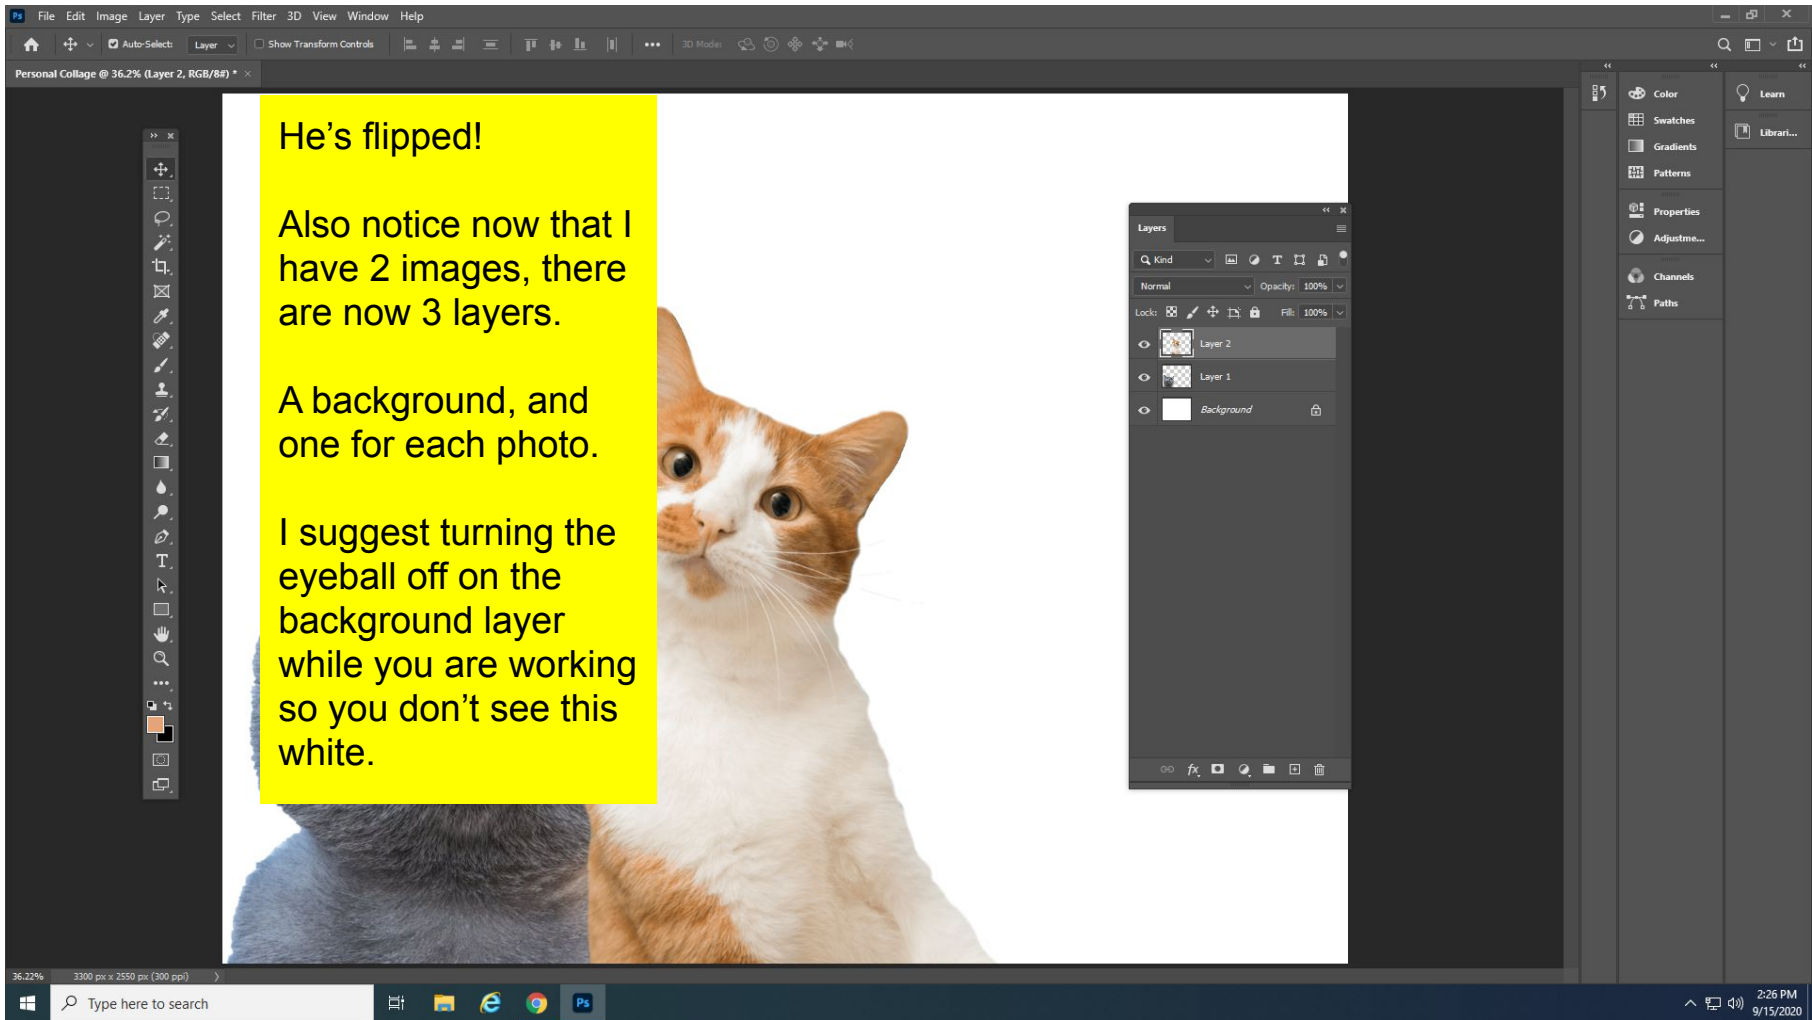 Ps File Edit Image Layer Type Select Filter 3D View Window Help
Auto-Select: Layer Show Transform Controls 3D Mode:
Personal Collage @ 36.2% (Layer 2, RGB/8#) * ×
He's flipped!
Also notice now that I
have 2 images, there
are now 3 layers.
A background, and
one for each photo.
I suggest turning the
eyeball off on the
background layer
while you are working
so you don't see this
white.
Layers
Kind
Normal Opacity: 100%
Lock: Fill: 100%
Layer 2
Layer 1
Background
fx
Color
Swatches
Gradients
Patterns
Properties
Adjustme...
Channels
Paths
Learn
Librari...
36.22% 3300 px x 2550 px (300 ppi)
Type here to search
Ps
2:26 PM
9/15/2020